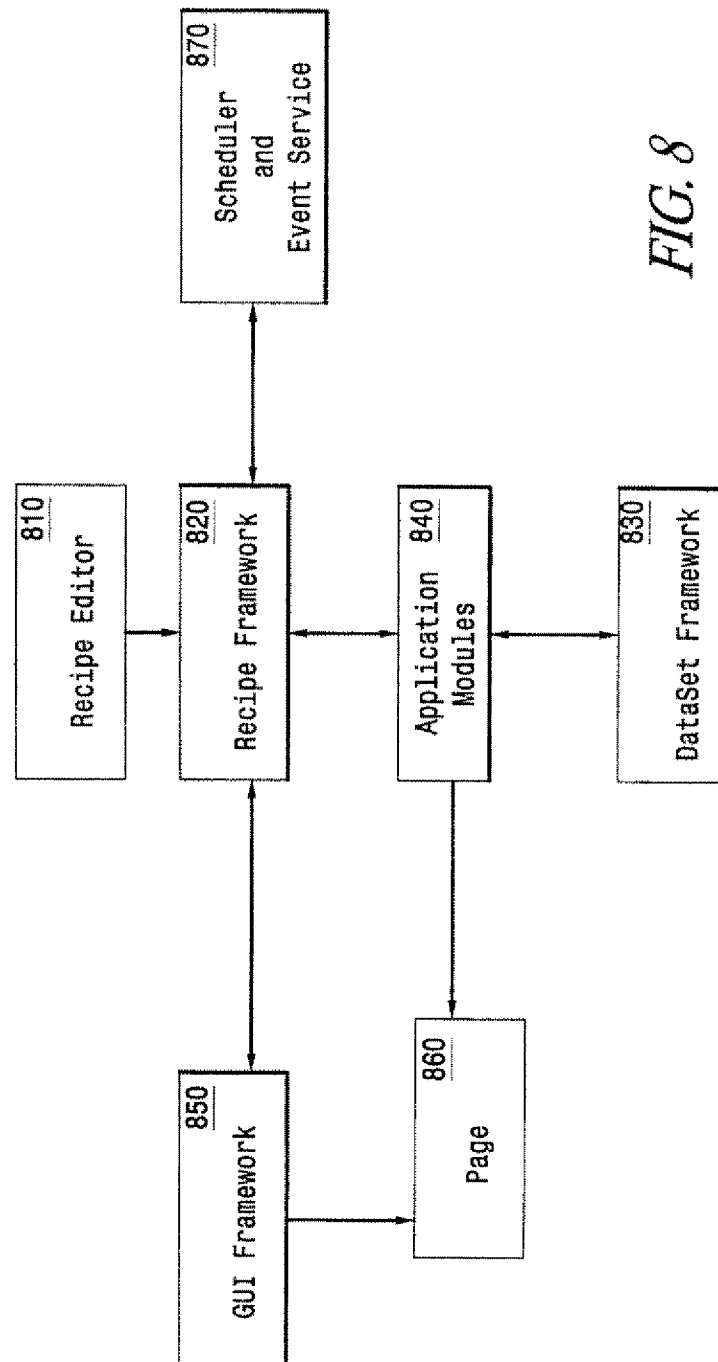 810
Recipe Editor
850
GUI Framework
820
Recipe Framework
870
Scheduler
and
Event Service
860
Page
840
Application
Modules
830
DataSet Framework
FIG. 8